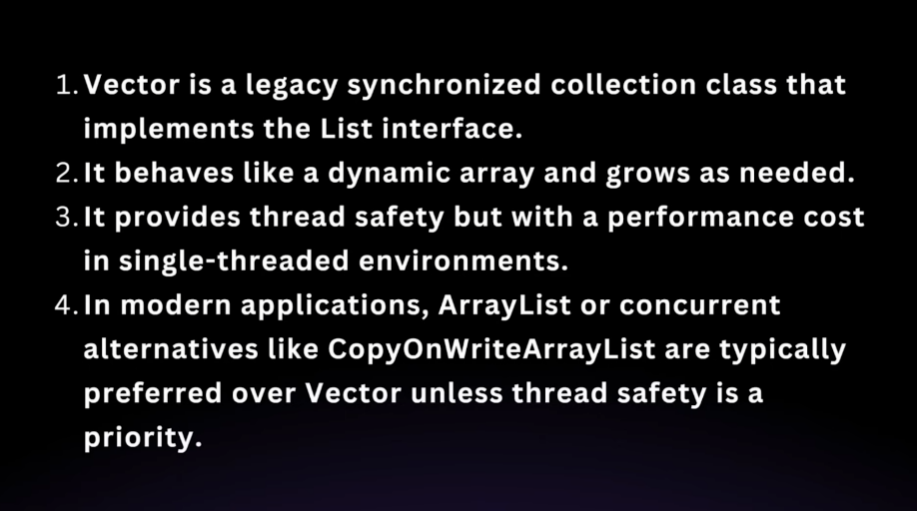 1. Vector is a legacy synchronized collection class that
implements the List interface.
2. It behaves like a dynamic array and grows as needed.
3. It provides thread safety but with a performance cost
in single-threaded environments.
4. In modern applications, ArrayList or concurrent
alternatives like CopyOnWriteArrayList are typically
preferred over Vector unless thread safety is a
priority.